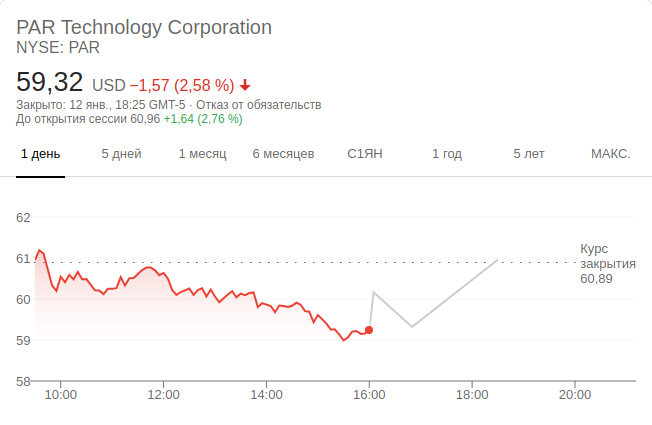 PAR Technology Corporation
NYSE: PAR
59,32 USD −1,57 (2,58 %)
Закрыто: 12 янв., 18:25 GMT-5 · Отказ от обязательств
До открытия сессии 60,96 +1,64 (2,76 %)
1 день 5 дней 1 месяц 6 месяцев С1ЯН 1 год 5 лет МАКС.
62
61
60
59
58
Курс
закрытия
60,89
10:00 12:00 14:00 16:00 18:00 20:00